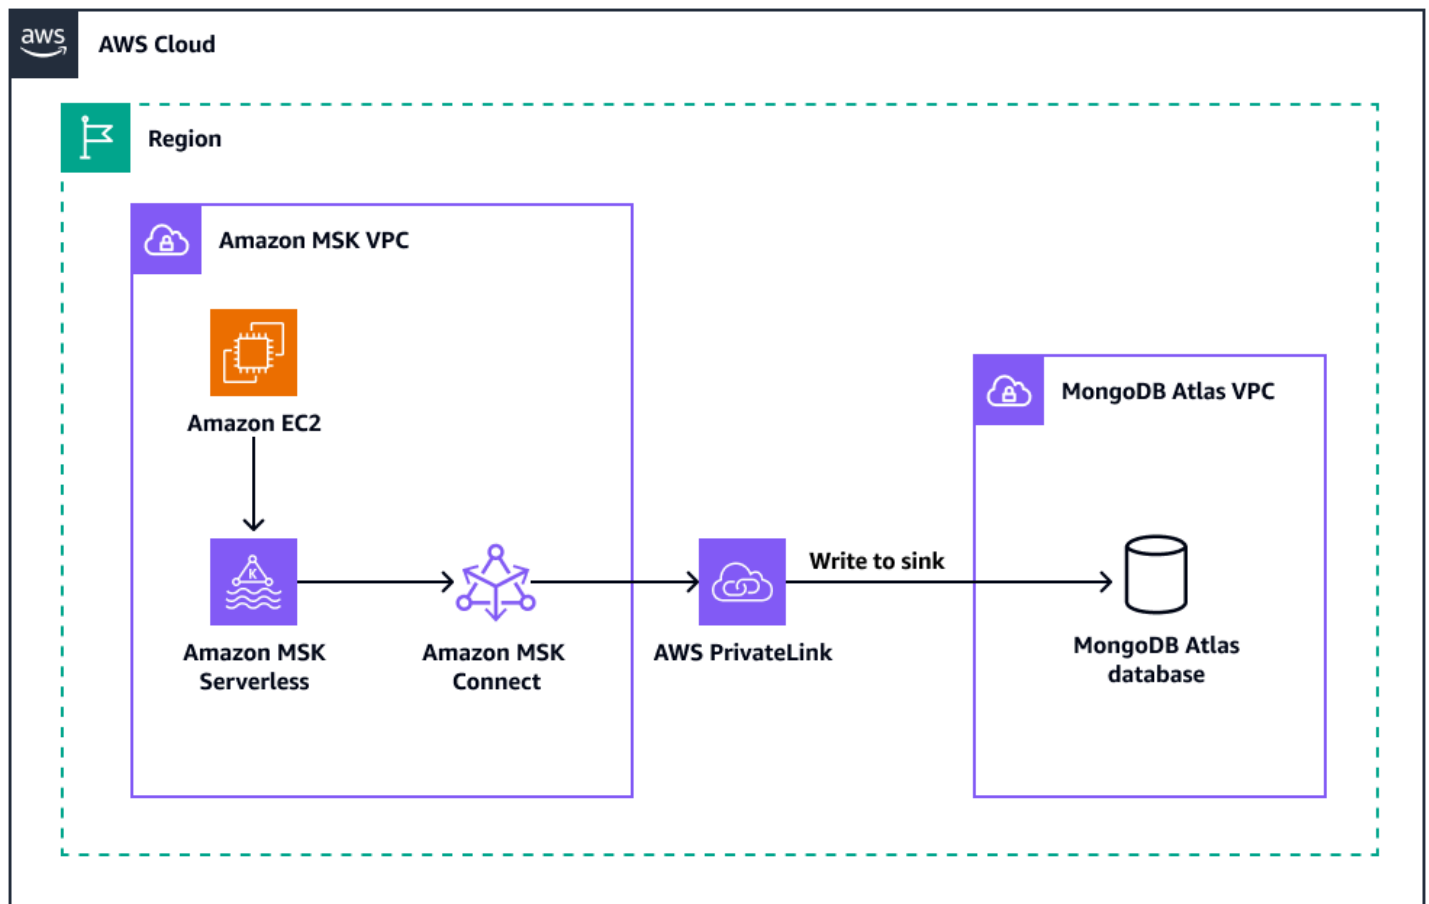 aws
AWS Cloud
Region
Amazon MSK VPC
Amazon EC2
MongoDB Atlas VPC
K
Write to sink
Amazon MSK
Serverless
Amazon MSK
Connect
AWS PrivateLink
MongoDB Atlas
database